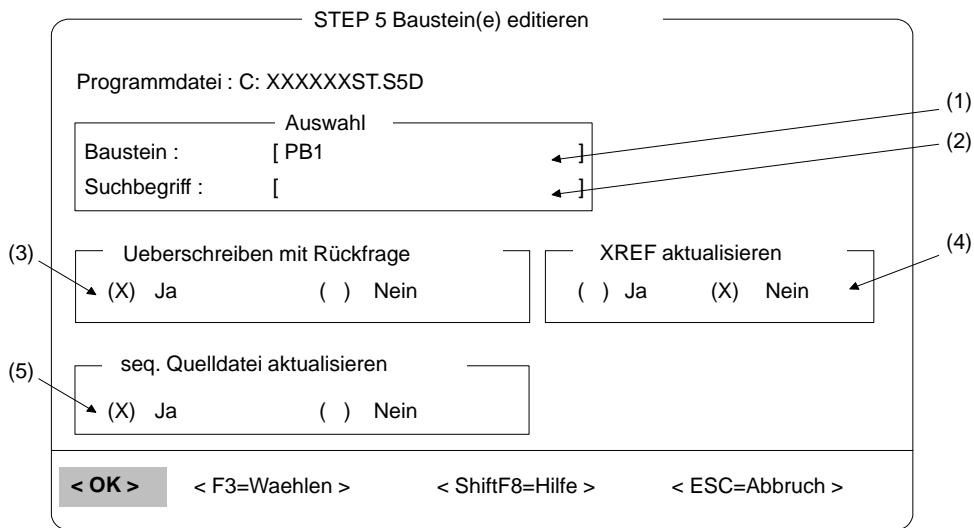 STEP 5 Baustein(e) editieren
Programmdatei : C: XXXXXXST.S5D
(1)
Auswahl
Baustein : [ PB1 ]
(2)
Suchbegriff : [ ]
(3)
Ueberschreiben mit Rückfrage
XREF aktualisieren
(4)
(X) Ja ( ) Nein
( ) Ja (X) Nein
(5)
seq. Quelldatei aktualisieren
(X) Ja ( ) Nein
< OK > < F3=Waehlen > < ShiftF8=Hilfe > < ESC=Abbruch >